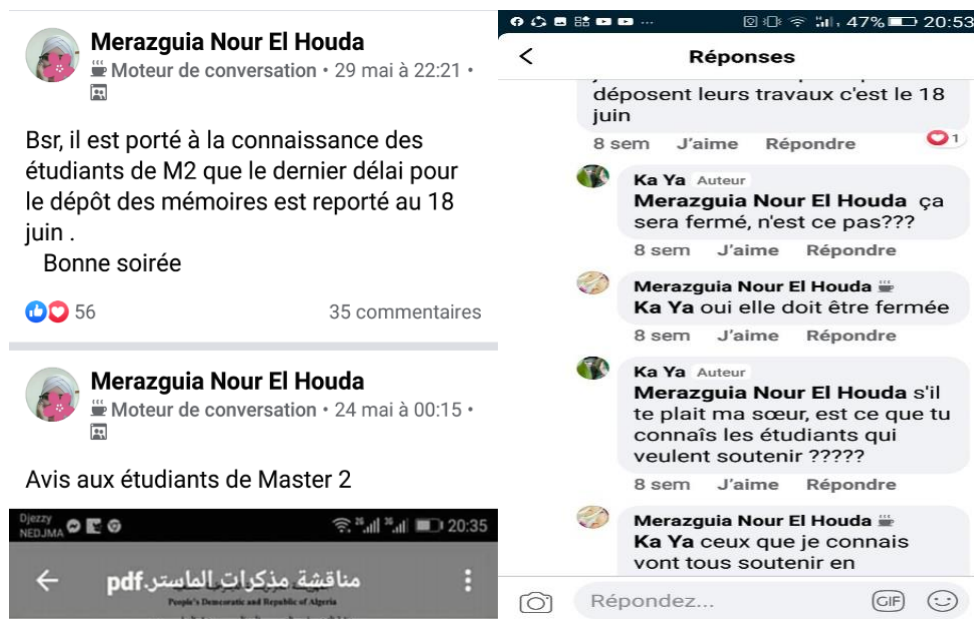 Merazguia Nour El Houda
Moteur de conversation • 29 mai à 22:21 •
Bsr, il est porté à la connaissance des
étudiants de M2 que le dernier délai pour
le dépôt des mémoires est reporté au 18
juin .
Bonne soirée
56
35 commentaires
Merazguia Nour El Houda
Moteur de conversation • 24 mai à 00:15 •
Avis aux étudiants de Master 2
Djezzy
NEDJMA
20:35
مناقشة مذكرات الماستر.pdf
People's Democratic and Republic of Algeria
47% 20:53
Réponses
déposent leurs travaux c'est le 18
juin
8 sem J'aime Répondre 1
Ka Ya Auteur
Merazguia Nour El Houda ça
sera fermé, n'est ce pas???
8 sem J'aime Répondre
Merazguia Nour El Houda
Ka Ya oui elle doit être fermée
8 sem J'aime Répondre
Ka Ya Auteur
Merazguia Nour El Houda s'il
te plait ma sœur, est ce que tu
connaîs les étudiants qui
veulent soutenir ?????
8 sem J'aime Répondre
Merazguia Nour El Houda
Ka Ya ceux que je connais
vont tous soutenir en
Répondez...
GIF